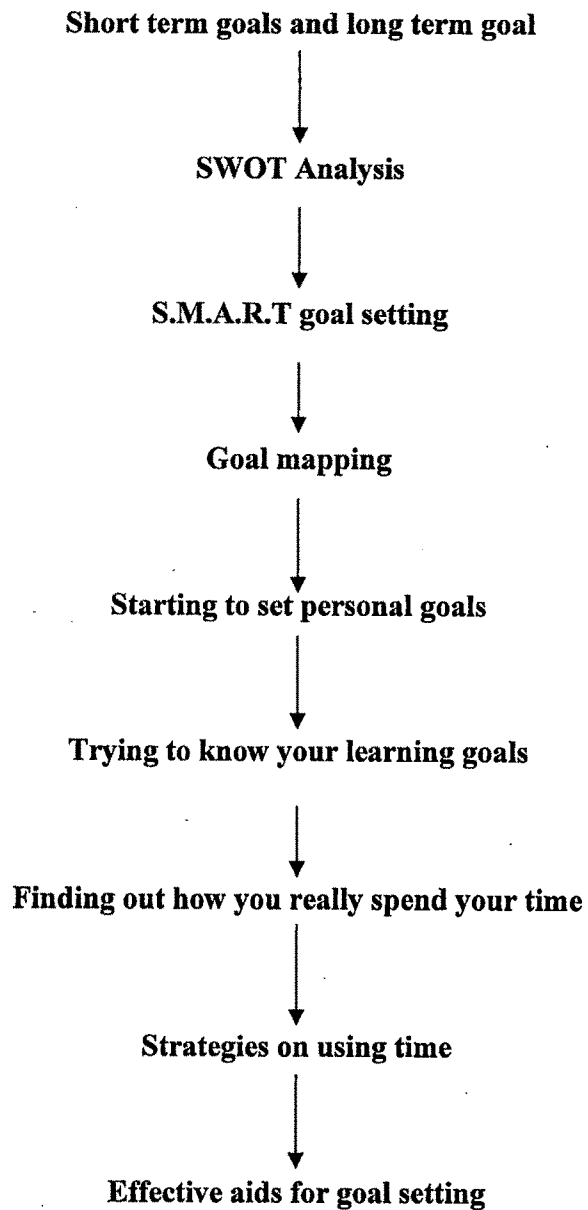 Short term goals and long term goal
SWOT Analysis
S.M.A.R.T goal setting
Goal mapping
Starting to set personal goals
Trying to know your learning goals
Finding out how you really spend your time
Strategies on using time
Effective aids for goal setting